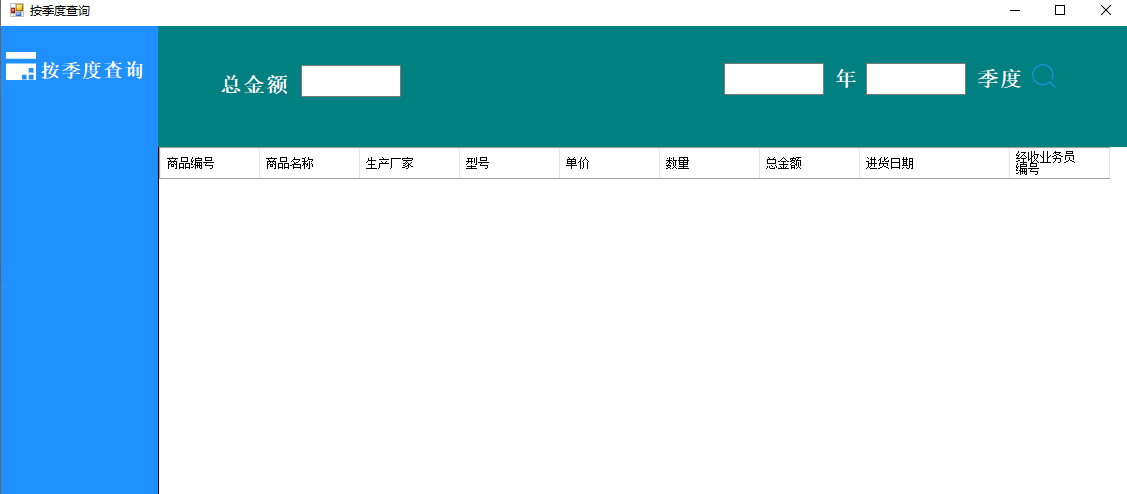 按季度查询
按季度查询
总金额
年
季度
商品编号
商品名称
生产厂家
型号
单价
数量
总金额
进货日期
经收业务员
编号